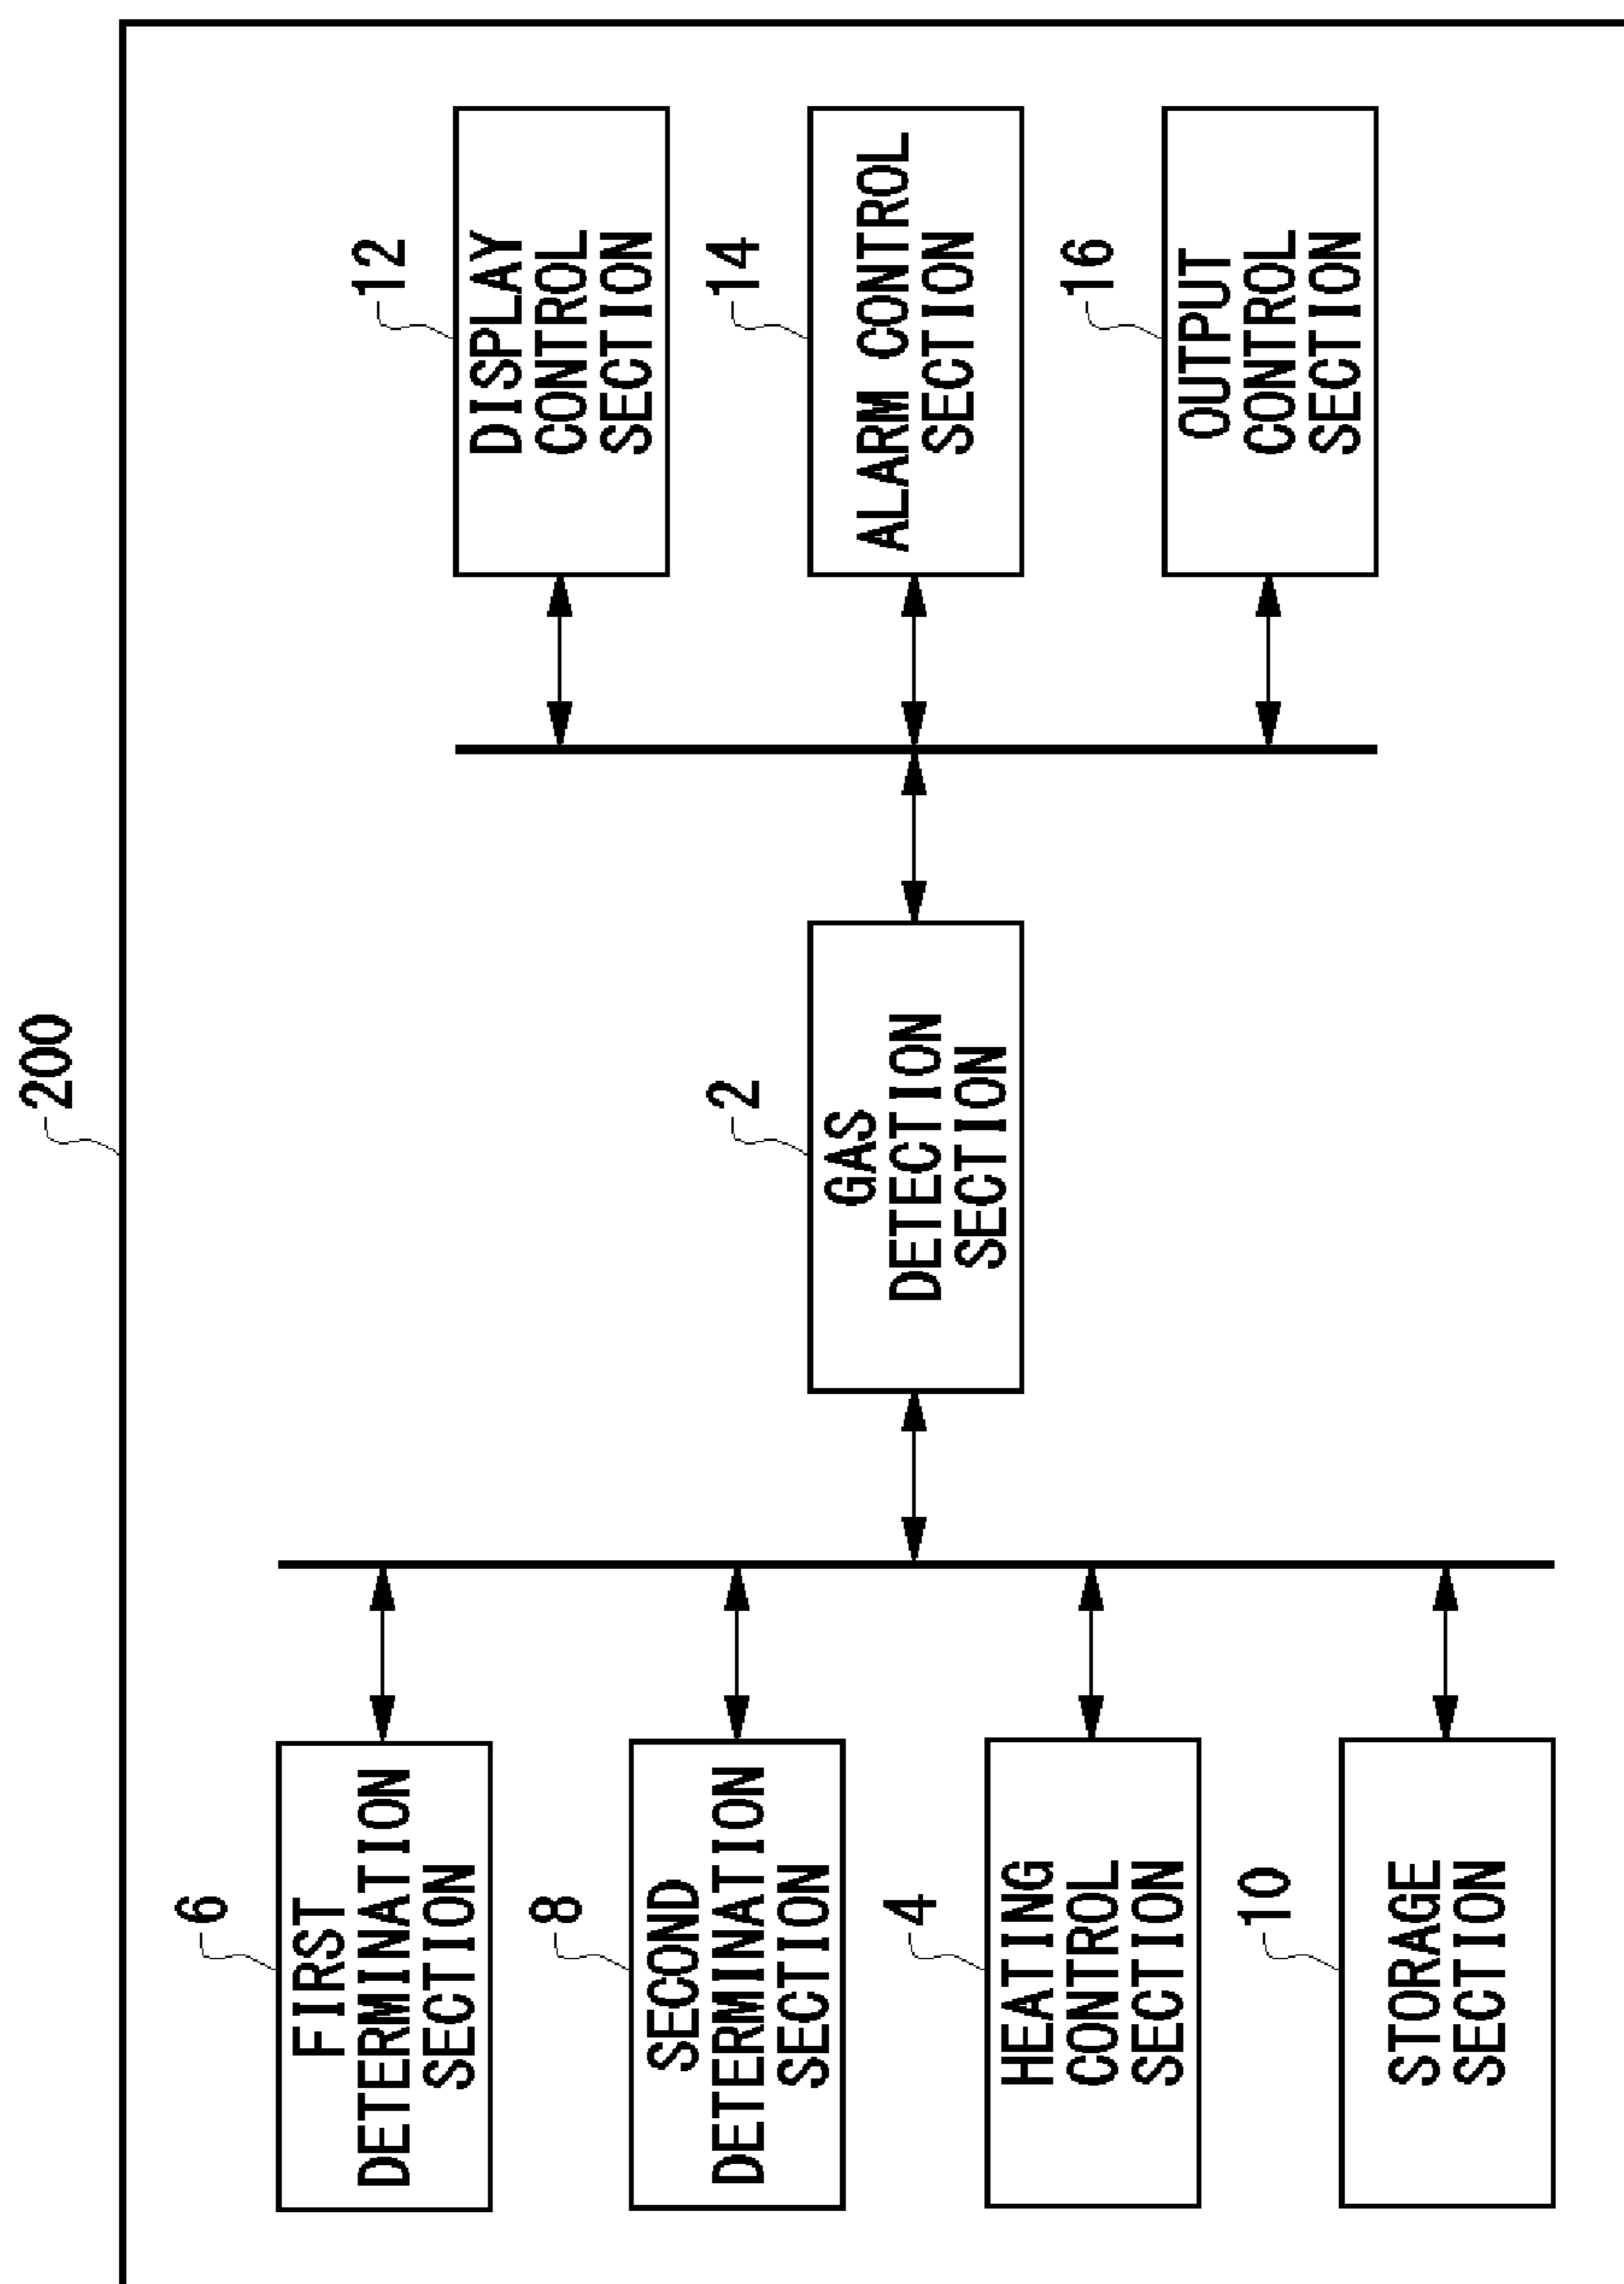 200
6
FIRST
DETERMINATION
SECTION
8
SECOND
DETERMINATION
SECTION
4
HEATING
CONTROL
SECTION
10
STORAGE
SECTION
2
GAS
DETECTION
SECTION
12
DISPLAY
CONTROL
SECTION
14
ALARM CONTROL
SECTION
16
OUTPUT
CONTROL
SECTION